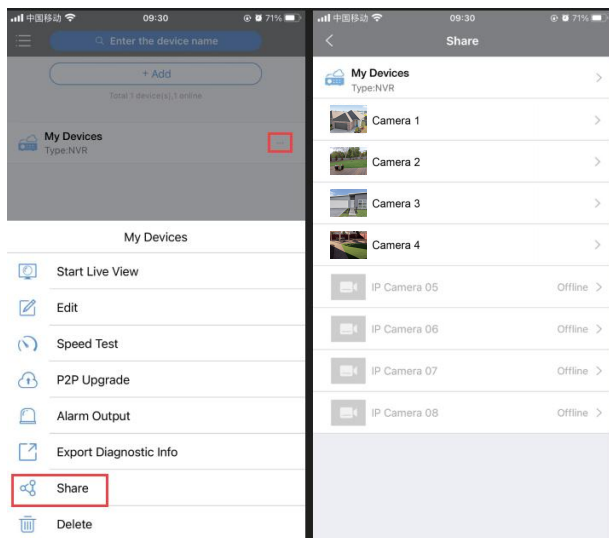 中国移动
09:30
71%
Enter the device name
+ Add
Total 1 device(s),1 online
My Devices
Type:NVR
My Devices
Start Live View
Edit
Speed Test
P2P Upgrade
Alarm Output
Export Diagnostic Info
Share
Delete
中国移动
09:30
71%
Share
My Devices
Type:NVR
Camera 1
Camera 2
Camera 3
Camera 4
IP Camera 05 Offline
IP Camera 06 Offline
IP Camera 07 Offline
IP Camera 08 Offline